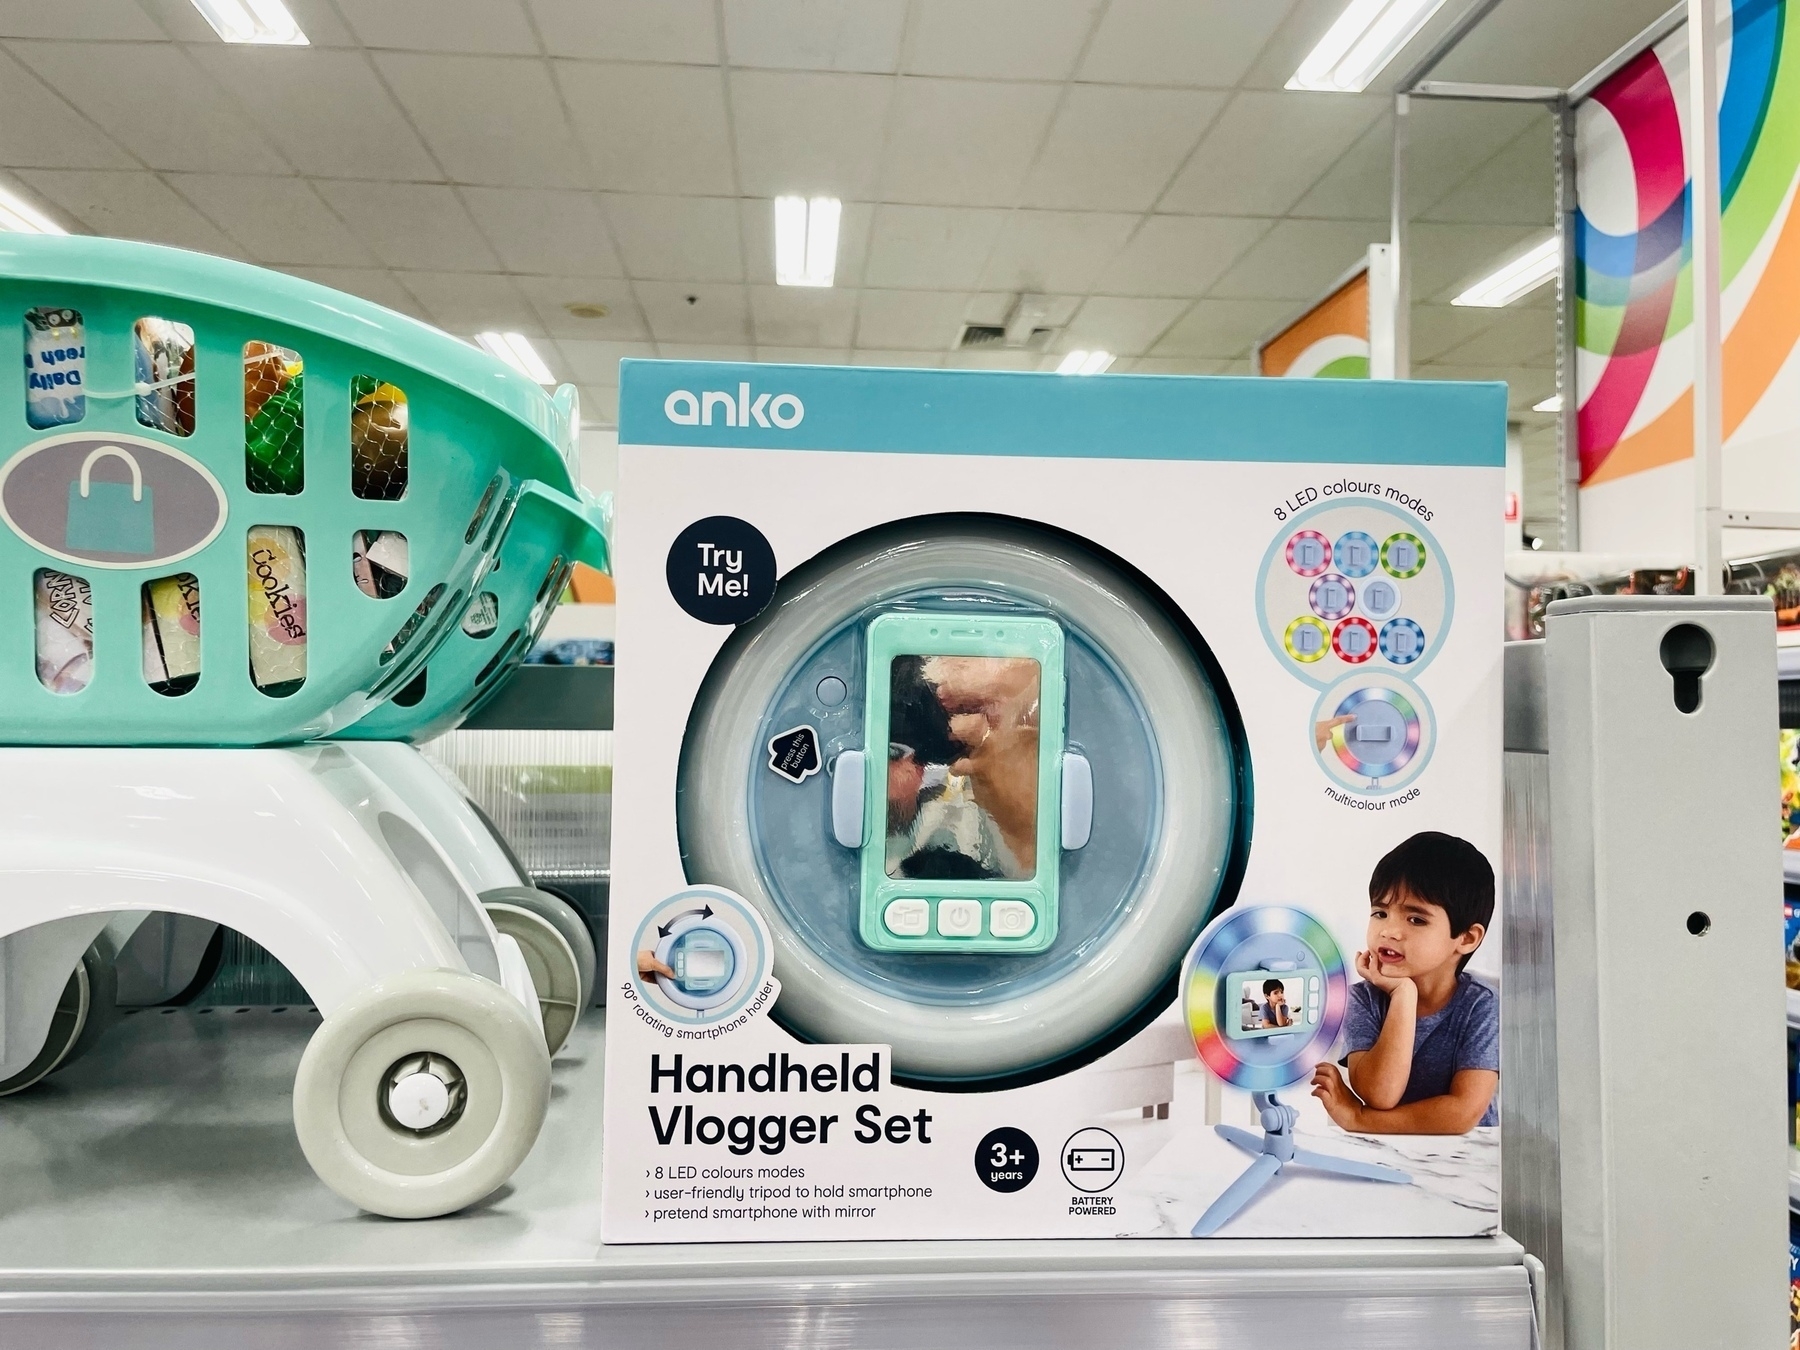 anko
Try
Me!
press this
button
8 LED colours modes
multicolour mode
90° rotating smartphone holder
Handheld
Vlogger Set
› 8 LED colours modes
› user-friendly tripod to hold smartphone
› pretend smartphone with mirror
3+
years
BATTERY
POWERED
Daily
Cookies